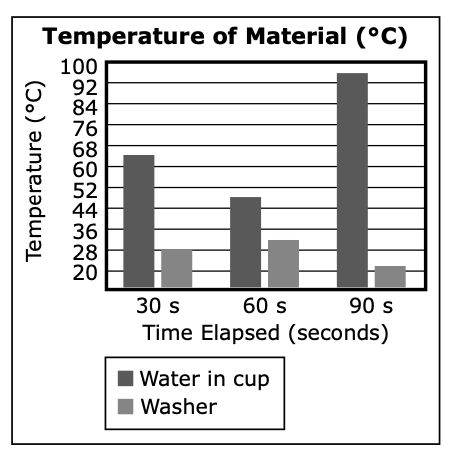 Temperature of Material (°C)
Temperature (°C)
100
92
84
76
68
60
52
44
36
28
20
30 s 60 s 90 s
Time Elapsed (seconds)
Water in cup
Washer